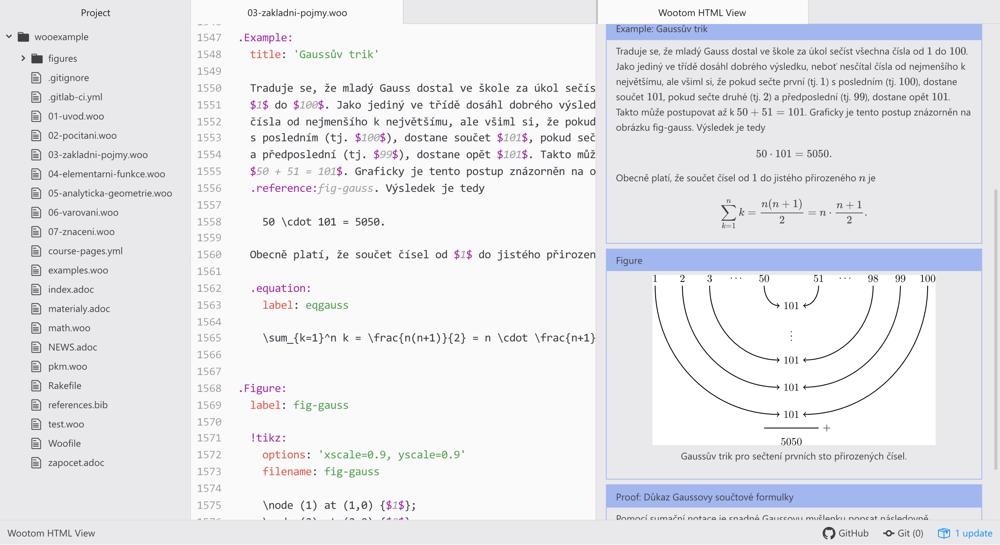 Project
wooexample
figures
.gitignore
.gitlab-ci.yml
01-uvod.woo
02-pocitani.woo
03-zakladni-pojmy.woo
04-elementarni-funkce.woo
05-analyticka-geometrie.woo
06-varovani.woo
07-znaceni.woo
course-pages.yml
examples.woo
index.adoc
materialy.adoc
math.woo
NEWS.adoc
pkm.woo
Rakefile
references.bib
test.woo
Woofile
zapocet.adoc
03-zakladni-pojmy.woo
1547 .Example:
1548 title: 'Gaussův trik'
1549
1550 Traduje se, že mladý Gauss dostal ve škole za úkol sečís
1551 $1$ do $100$. Jako jediný ve třídě dosáhl dobrého výsled
1552 čísla od nejmenšího k největšímu, ale všiml si, že pokud
1553 s posledním (tj. $100$), dostane součet $101$, pokud seč
1554 a předposlední (tj. $99$), dostane opět $101$. Takto můž
1555 $50 + 51 = 101$. Graficky je tento postup znázorněn na o
1556 .reference:fig-gauss. Výsledek je tedy
1557
1558 50 \cdot 101 = 5050.
1559
1560 Obecně platí, že součet čísel od $1$ do jistého přirozen
1561
1562 .equation:
1563 label: eqgauss
1564
1565 \sum_{k=1}^n k = \frac{n(n+1)}{2} = n \cdot \frac{n+1}
1566
1567
1568 .Figure:
1569 label: fig-gauss
1570
1571 !tikz:
1572 options: 'xscale=0.9, yscale=0.9'
1573 filename: fig-gauss
1574
1575 \node (1) at (1,0) {$1$};
Wootom HTML View
Example: Gaussův trik
Traduje se, že mladý Gauss dostal ve škole za úkol sečíst všechna čísla od 1 do 100.
Jako jediný ve třídě dosáhl dobrého výsledku, neboť nesčítal čísla od nejmenšího k
největšímu, ale všiml si, že pokud sečte první (tj. 1) s posledním (tj. 100), dostane
součet 101, pokud sečte druhé (tj. 2) a předposlední (tj. 99), dostane opět 101.
Takto může postupovat až k 50 + 51 = 101. Graficky je tento postup znázorněn na
obrázku fig-gauss. Výsledek je tedy
50 · 101 = 5050.
Obecně platí, že součet čísel od 1 do jistého přirozeného n je
∑_{k=1}^{n} k = n(n + 1)/2 = n · (n + 1)/2.
Figure
1 2 3 ··· 50 51 ··· 98 99 100
101
⋮
101
101
101
+
5050
Gaussův trik pro sečtení prvních sto přirozených čísel.
Proof: Důkaz Gaussovy součtové formulky
Pomocí sumační notace je snadné Gaussovu myšlenku popsat následovně
Wootom HTML View
GitHub Git (0) 1 update